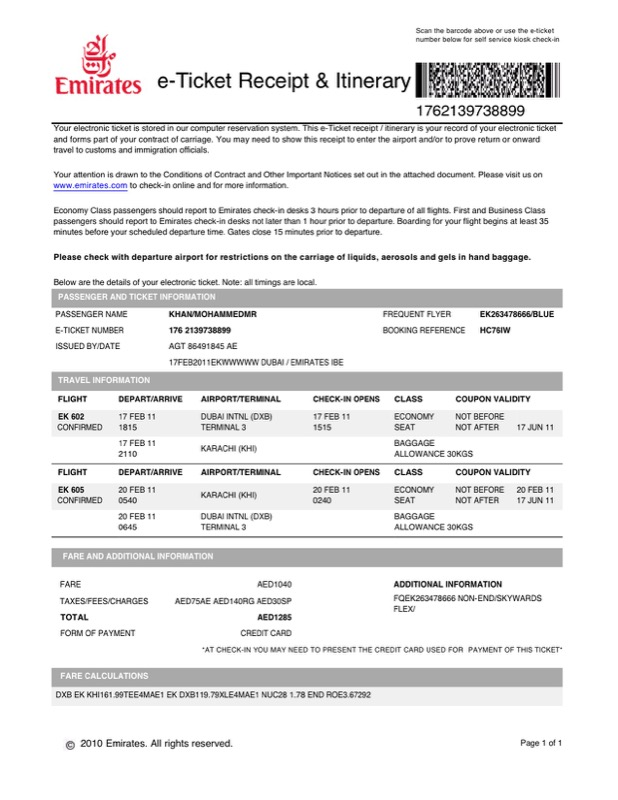 Scan the barcode above or use the e-ticket
number below for self service kiosk check-in
Emirates
e-Ticket Receipt & Itinerary
1762139738899
Your electronic ticket is stored in our computer reservation system. This e-Ticket receipt / itinerary is your record of your electronic ticket
and forms part of your contract of carriage. You may need to show this receipt to enter the airport and/or to prove return or onward
travel to customs and immigration officials.
Your attention is drawn to the Conditions of Contract and Other Important Notices set out in the attached document. Please visit us on
www.emirates.com to check-in online and for more information.
Economy Class passengers should report to Emirates check-in desks 3 hours prior to departure of all flights. First and Business Class
passengers should report to Emirates check-in desks not later than 1 hour prior to departure. Boarding for your flight begins at least 35
minutes before your scheduled departure time. Gates close 15 minutes prior to departure.
Please check with departure airport for restrictions on the carriage of liquids, aerosols and gels in hand baggage.
Below are the details of your electronic ticket. Note: all timings are local.
PASSENGER AND TICKET INFORMATION
PASSENGER NAME KHAN/MOHAMMEDMR FREQUENT FLYER EK263478666/BLUE
E-TICKET NUMBER 176 2139738899 BOOKING REFERENCE HC76IW
ISSUED BY/DATE AGT 86491845 AE
17FEB2011EKWWWWW DUBAI / EMIRATES IBE
TRAVEL INFORMATION
FLIGHT DEPART/ARRIVE AIRPORT/TERMINAL CHECK-IN OPENS CLASS COUPON VALIDITY
EK 602 17 FEB 11 DUBAI INTNL (DXB) 17 FEB 11 ECONOMY NOT BEFORE
CONFIRMED 1815 TERMINAL 3 1515 SEAT NOT AFTER 17 JUN 11
17 FEB 11 KARACHI (KHI) BAGGAGE
2110 ALLOWANCE 30KGS
FLIGHT DEPART/ARRIVE AIRPORT/TERMINAL CHECK-IN OPENS CLASS COUPON VALIDITY
EK 605 20 FEB 11 KARACHI (KHI) 20 FEB 11 ECONOMY NOT BEFORE 20 FEB 11
CONFIRMED 0540 0240 SEAT NOT AFTER 17 JUN 11
20 FEB 11 DUBAI INTNL (DXB) BAGGAGE
0645 TERMINAL 3 ALLOWANCE 30KGS
FARE AND ADDITIONAL INFORMATION
FARE AED1040 ADDITIONAL INFORMATION
TAXES/FEES/CHARGES AED75AE AED140RG AED30SP FQEK263478666 NON-END/SKYWARDS
FLEX/
TOTAL AED1285
FORM OF PAYMENT CREDIT CARD
*AT CHECK-IN YOU MAY NEED TO PRESENT THE CREDIT CARD USED FOR PAYMENT OF THIS TICKET*
FARE CALCULATIONS
DXB EK KHI161.99TEE4MAE1 EK DXB119.79XLE4MAE1 NUC28 1.78 END ROE3.67292
© 2010 Emirates. All rights reserved. Page 1 of 1